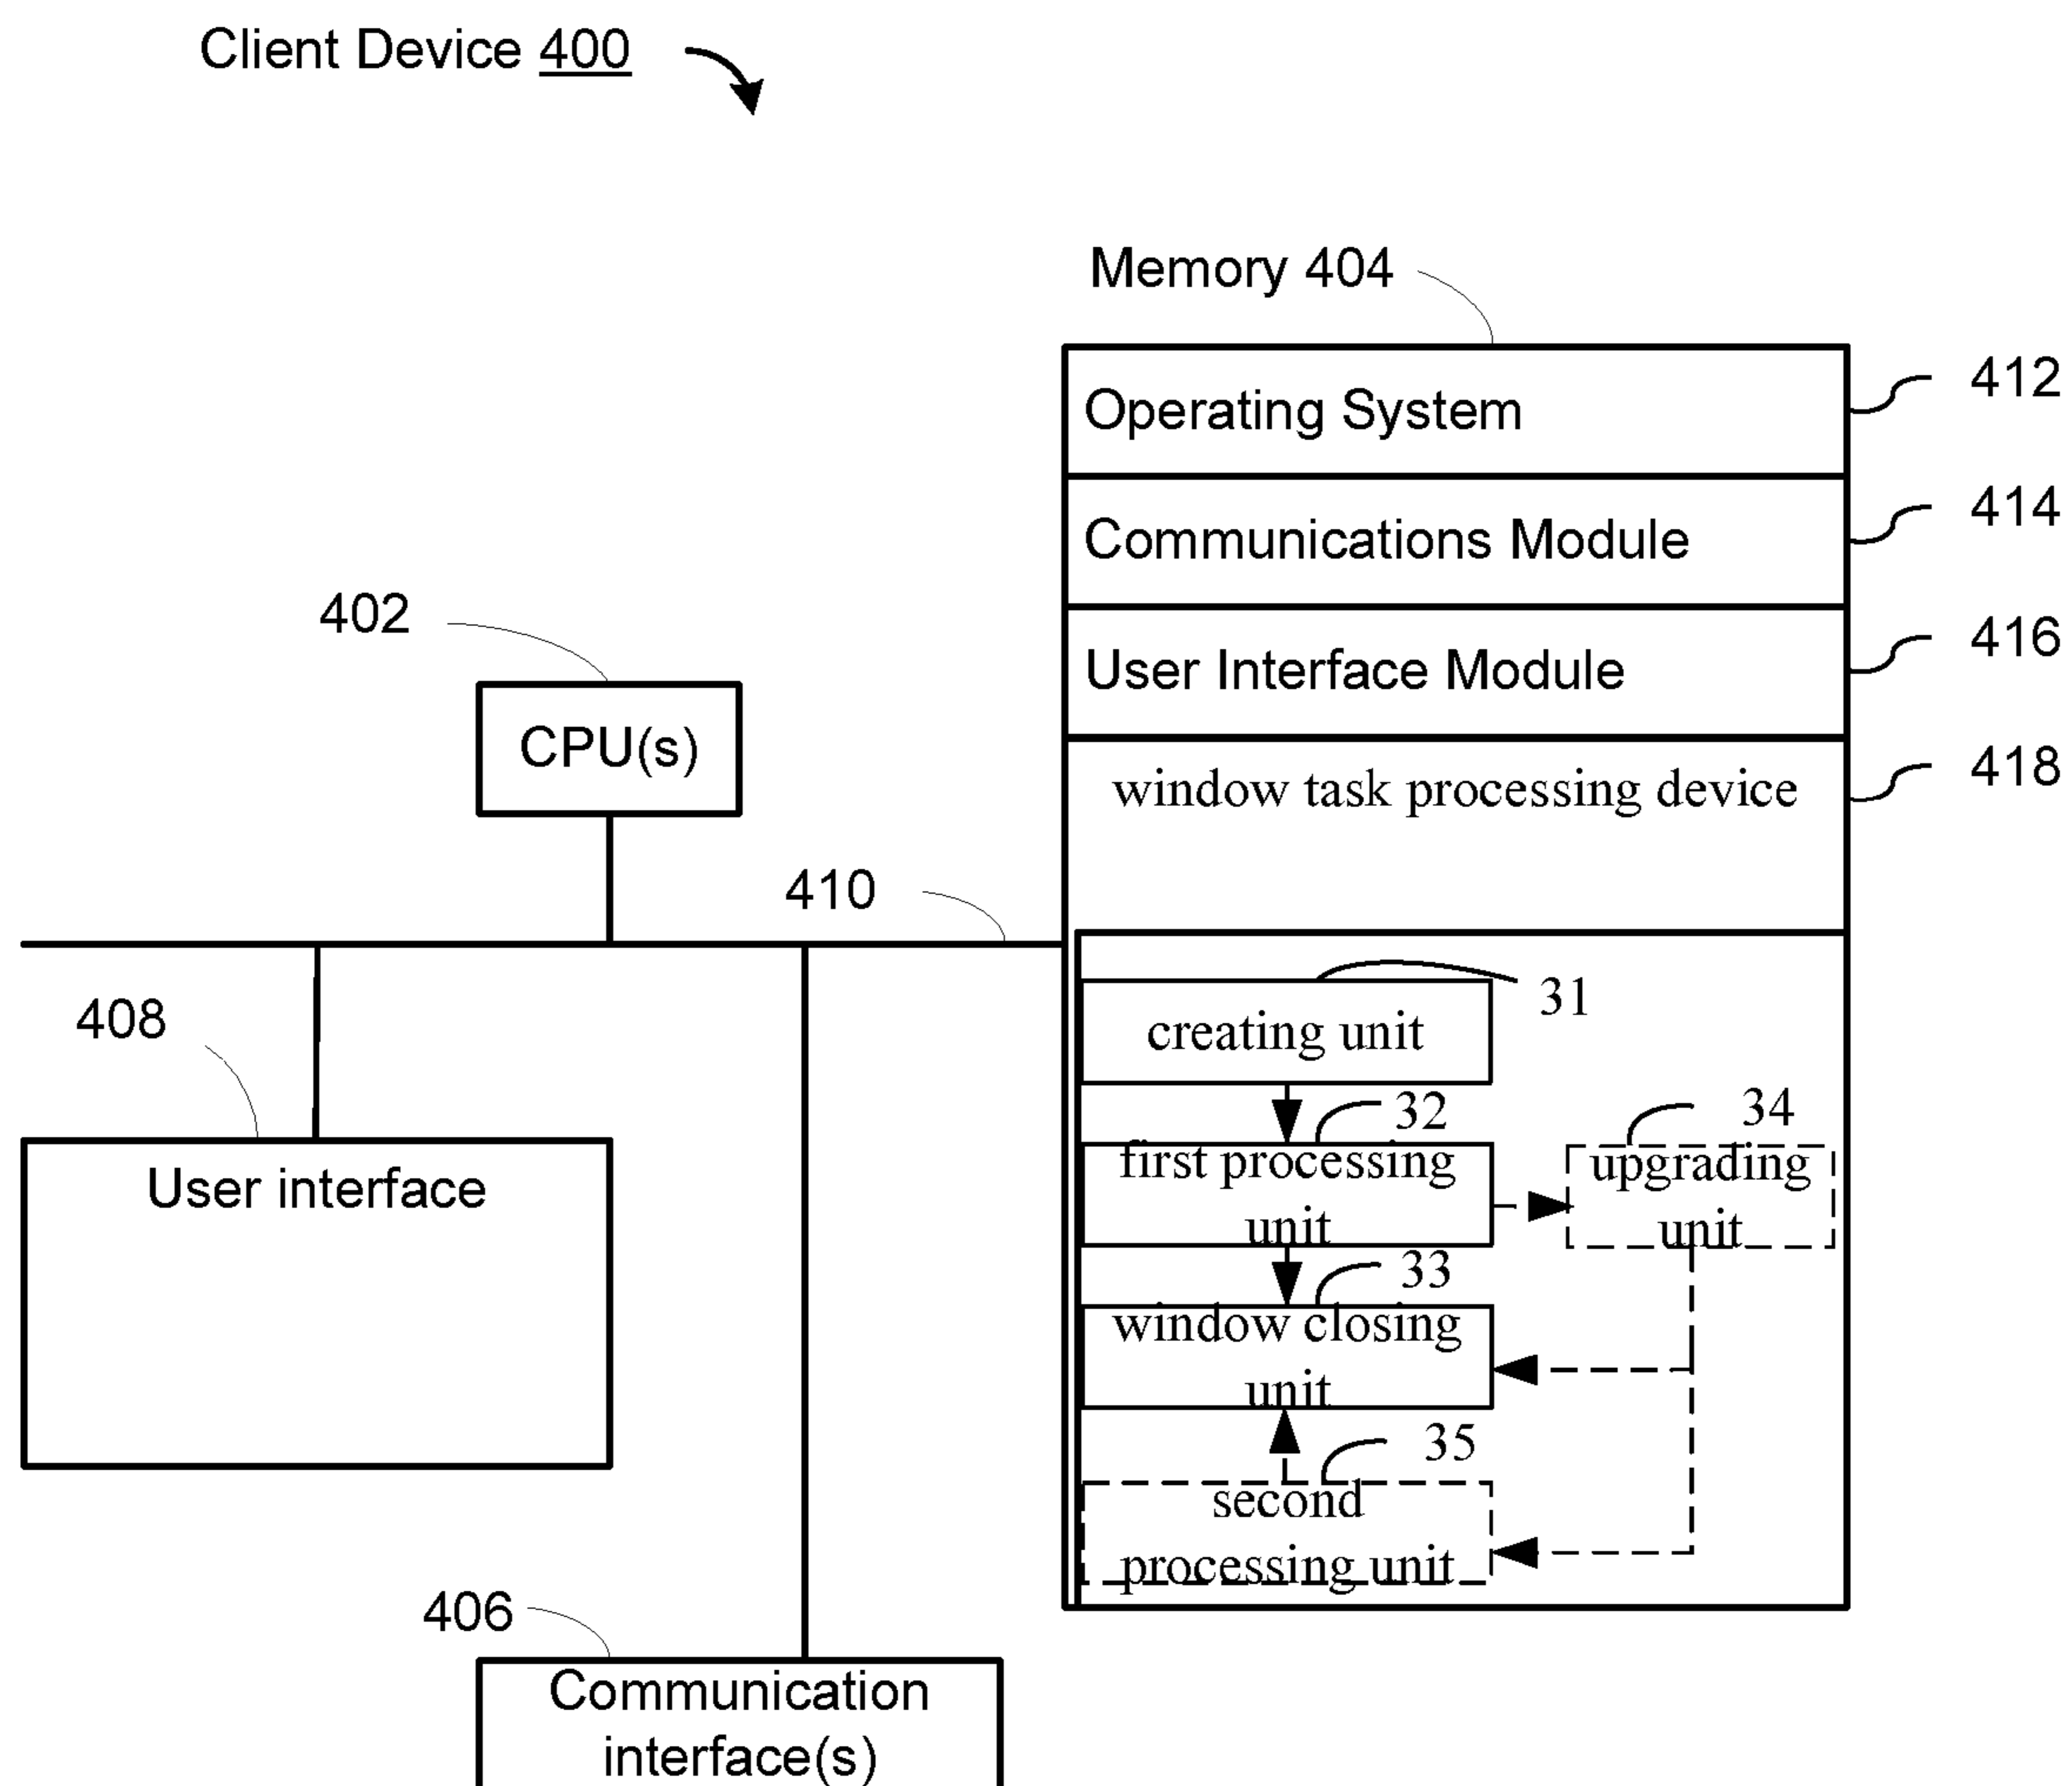 Client Device 400
Memory 404
Operating System
412
Communications Module
414
User Interface Module
416
window task processing device
418
402
CPU(s)
410
408
User interface
406
Communication
interface(s)
31
creating unit
32
first processing
unit
34
upgrading
unit
33
window closing
unit
35
second
processing unit